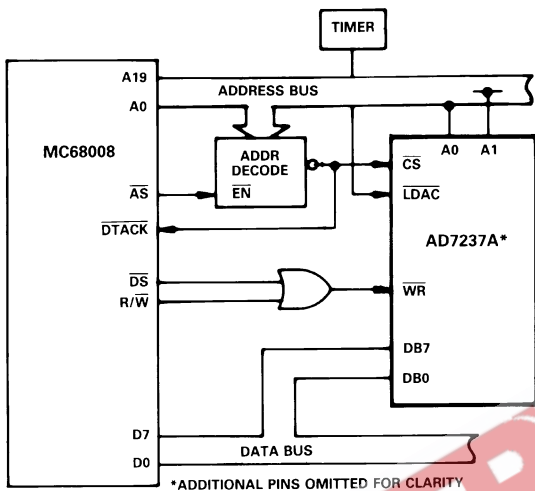 TIMER
A19
ADDRESS BUS
A0
MC68008
ADDR
DECODE
EN
A0 A1
CS
LDAC
AD7237A*
AS
DTACK
DS
R/W
WR
DB7
DB0
D7
DATA BUS
D0
*ADDITIONAL PINS OMITTED FOR CLARITY